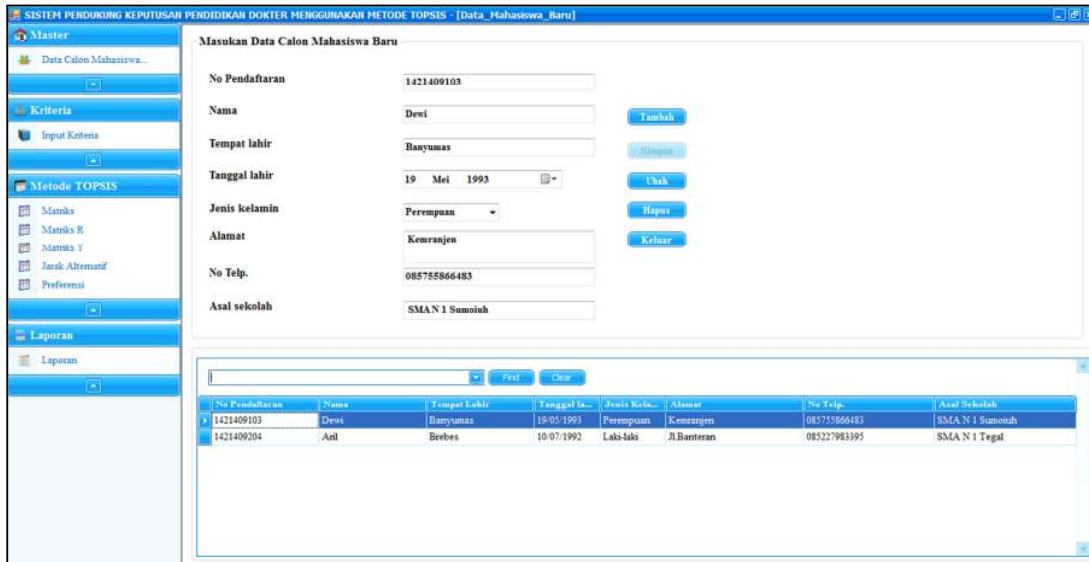 SISTEM PENDUKUNG KEPUTUSAN PENDIDIKAN DOKTER MENGGUNAKAN METODE TOPSIS - [Data_Mahasiswa_Baru]
Master
Data Calon Mahasiswa...
Kriteria
Input Kriteria
Metode TOPSIS
Matriks
Matriks R
Matriks Y
Jarak Alternatif
Preferensi
Laporan
Laporan
Masukan Data Calon Mahasiswa Baru
No Pendaftaran 1421409103
Nama Dewi
Tempat lahir Banyumas
Tanggal lahir 19 Mei 1993
Jenis kelamin Perempuan
Alamat Kemranjen
No Telp. 085755866483
Asal sekolah SMA N 1 Sumoiuh
Tambah
Simpan
Ubah
Hapus
Keluar
Find Clear
No Pendaftaran Nama Tempat Lahir Tanggal la... Jenis Kela... Alamat No Telp. Asal Sekolah
1421409103 Dewi Banyumas 19/05/1993 Perempuan Kemranjen 085755866483 SMA N 1 Sumoiuh
1421409204 Brebes 10/07/1992 Laki-laki Jl.Banteran 085227983395 SMA N 1 Tegal